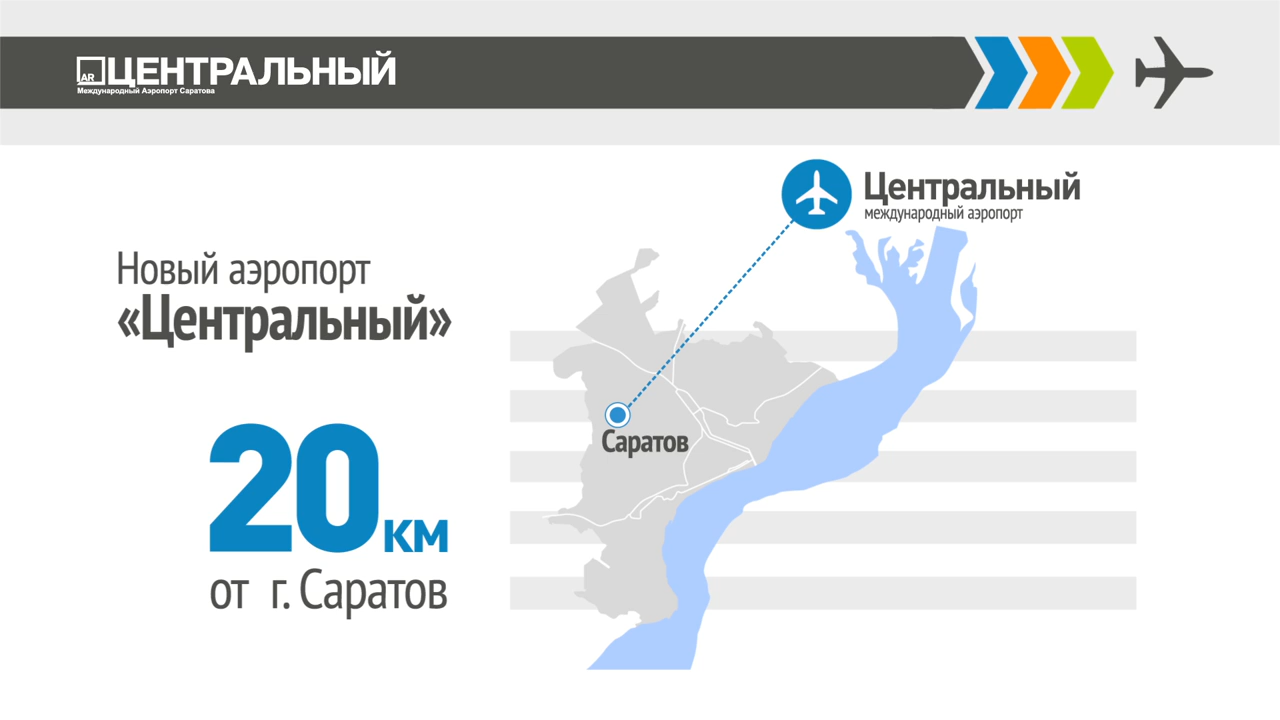 AR ЦЕНТРАЛЬНЫЙ
Международный Аэропорт Саратова
Центральный
международный аэропорт
Новый аэропорт
«Центральный»
Саратов
20 км
от г. Саратов